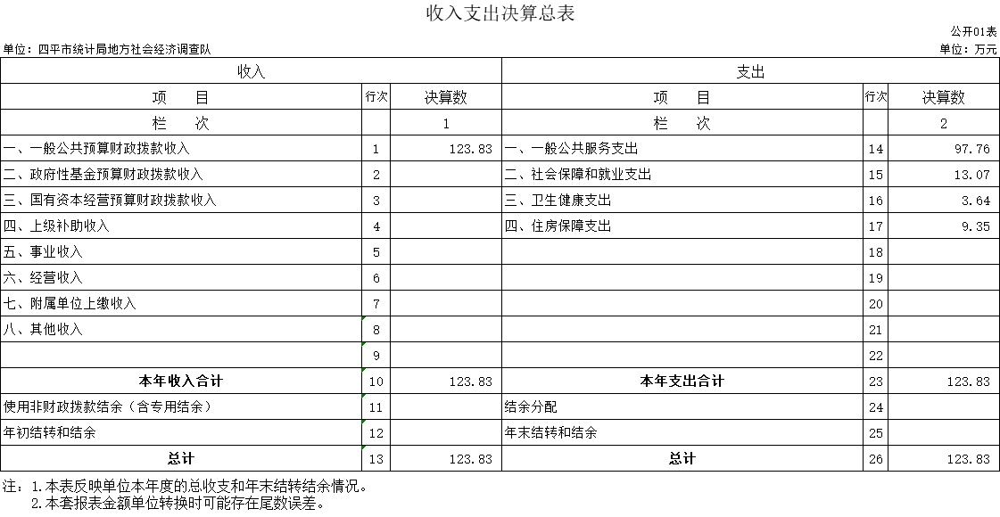 收入支出决算总表
公开01表
单位：四平市统计局地方社会经济调查队 单位：万元
收入 支出
项 目 行次 决算数 项 目 行次 决算数
栏 次 1 栏 次 2
一、一般公共预算财政拨款收入 1 123.83 一、一般公共服务支出 14 97.76
二、政府性基金预算财政拨款收入 2 二、社会保障和就业支出 15 13.07
三、国有资本经营预算财政拨款收入 3 三、卫生健康支出 16 3.64
四、上级补助收入 4 四、住房保障支出 17 9.35
五、事业收入 5 18
六、经营收入 6 19
七、附属单位上缴收入 7 20
八、其他收入 8 21
9 22
本年收入合计 10 123.83 本年支出合计 23 123.83
使用非财政拨款结余（含专用结余） 11 结余分配 24
年初结转和结余 12 年末结转和结余 25
总计 13 123.83 总计 26 123.83
注：1.本表反映单位本年度的总收支和年末结转结余情况。
2.本套报表金额单位转换时可能存在尾数误差。